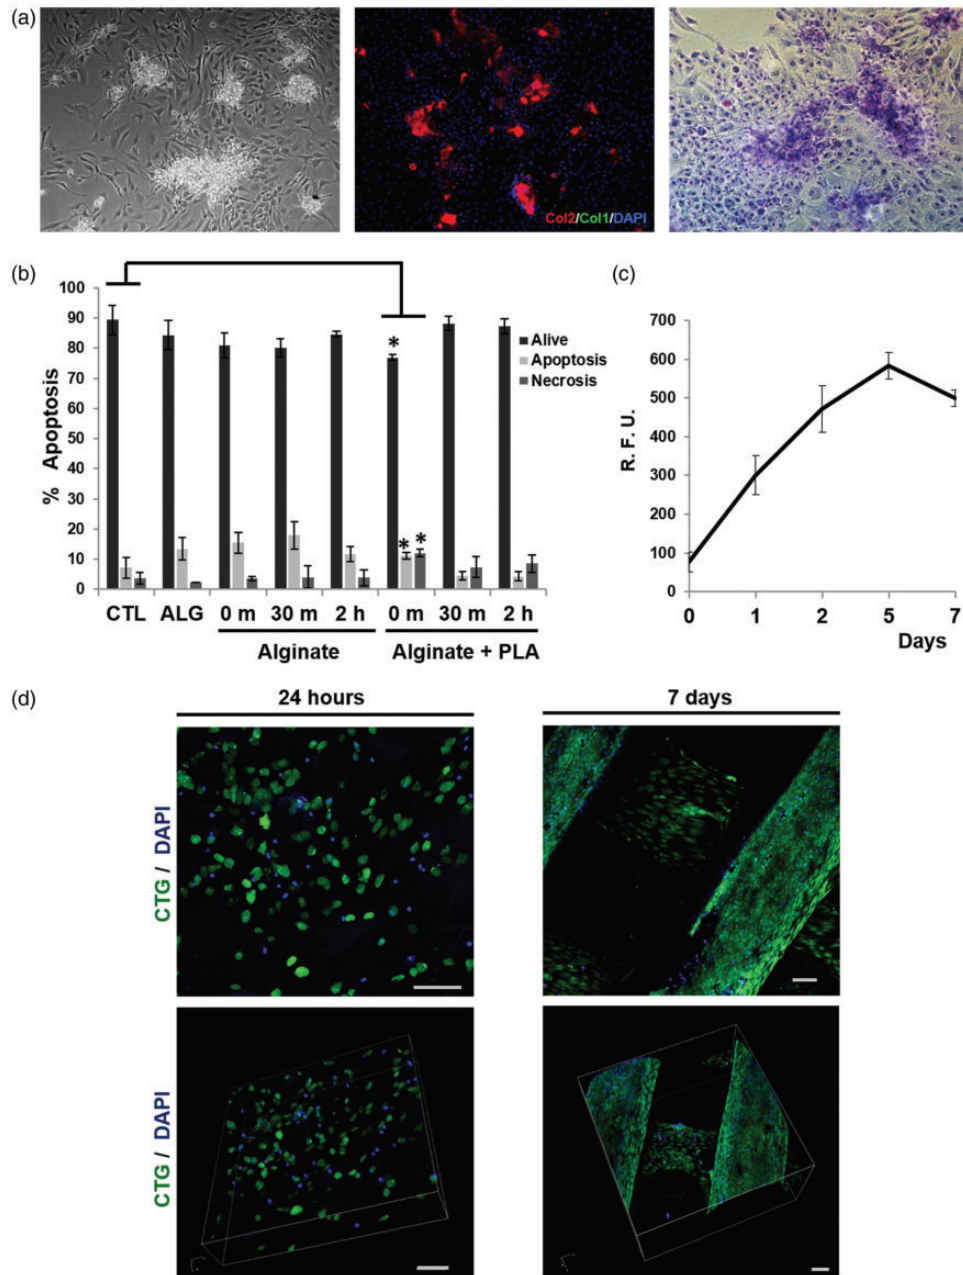 (a)
Col2/Col1/DAPI
(b)
100
90
80
70
60
50
40
30
20
10
0
% Apoptosis
*
*
*
Alive
Apoptosis
Necrosis
CTL ALG 0 m 30 m 2 h 0 m 30 m 2 h
Alginate Alginate + PLA
(c)
700
600
500
400
300
200
100
0
R. F. U.
0 1 2 5 7
Days
(d)
24 hours 7 days
CTG / DAPI
CTG / DAPI